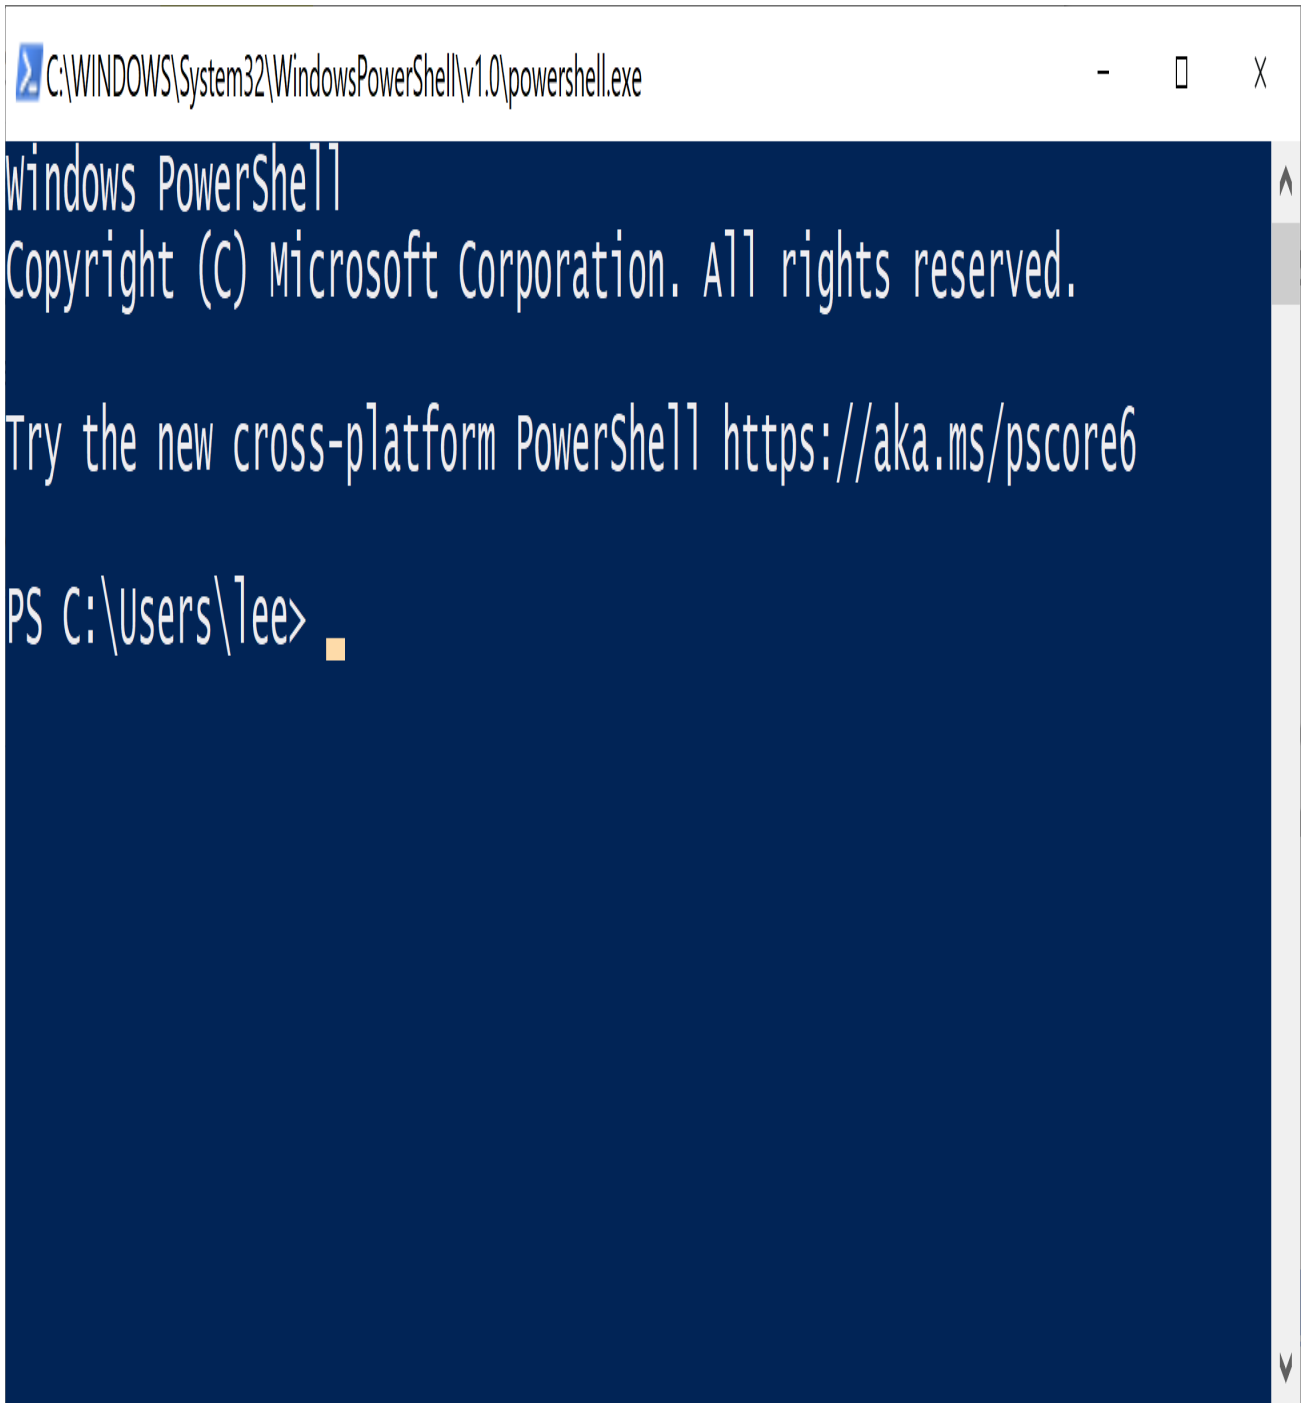 C:\WINDOWS\System32\WindowsPowerShell\v1.0\powershell.exe
Windows PowerShell
Copyright (C) Microsoft Corporation. All rights reserved.
Try the new cross-platform PowerShell https://aka.ms/pscore6
PS C:\Users\lee>